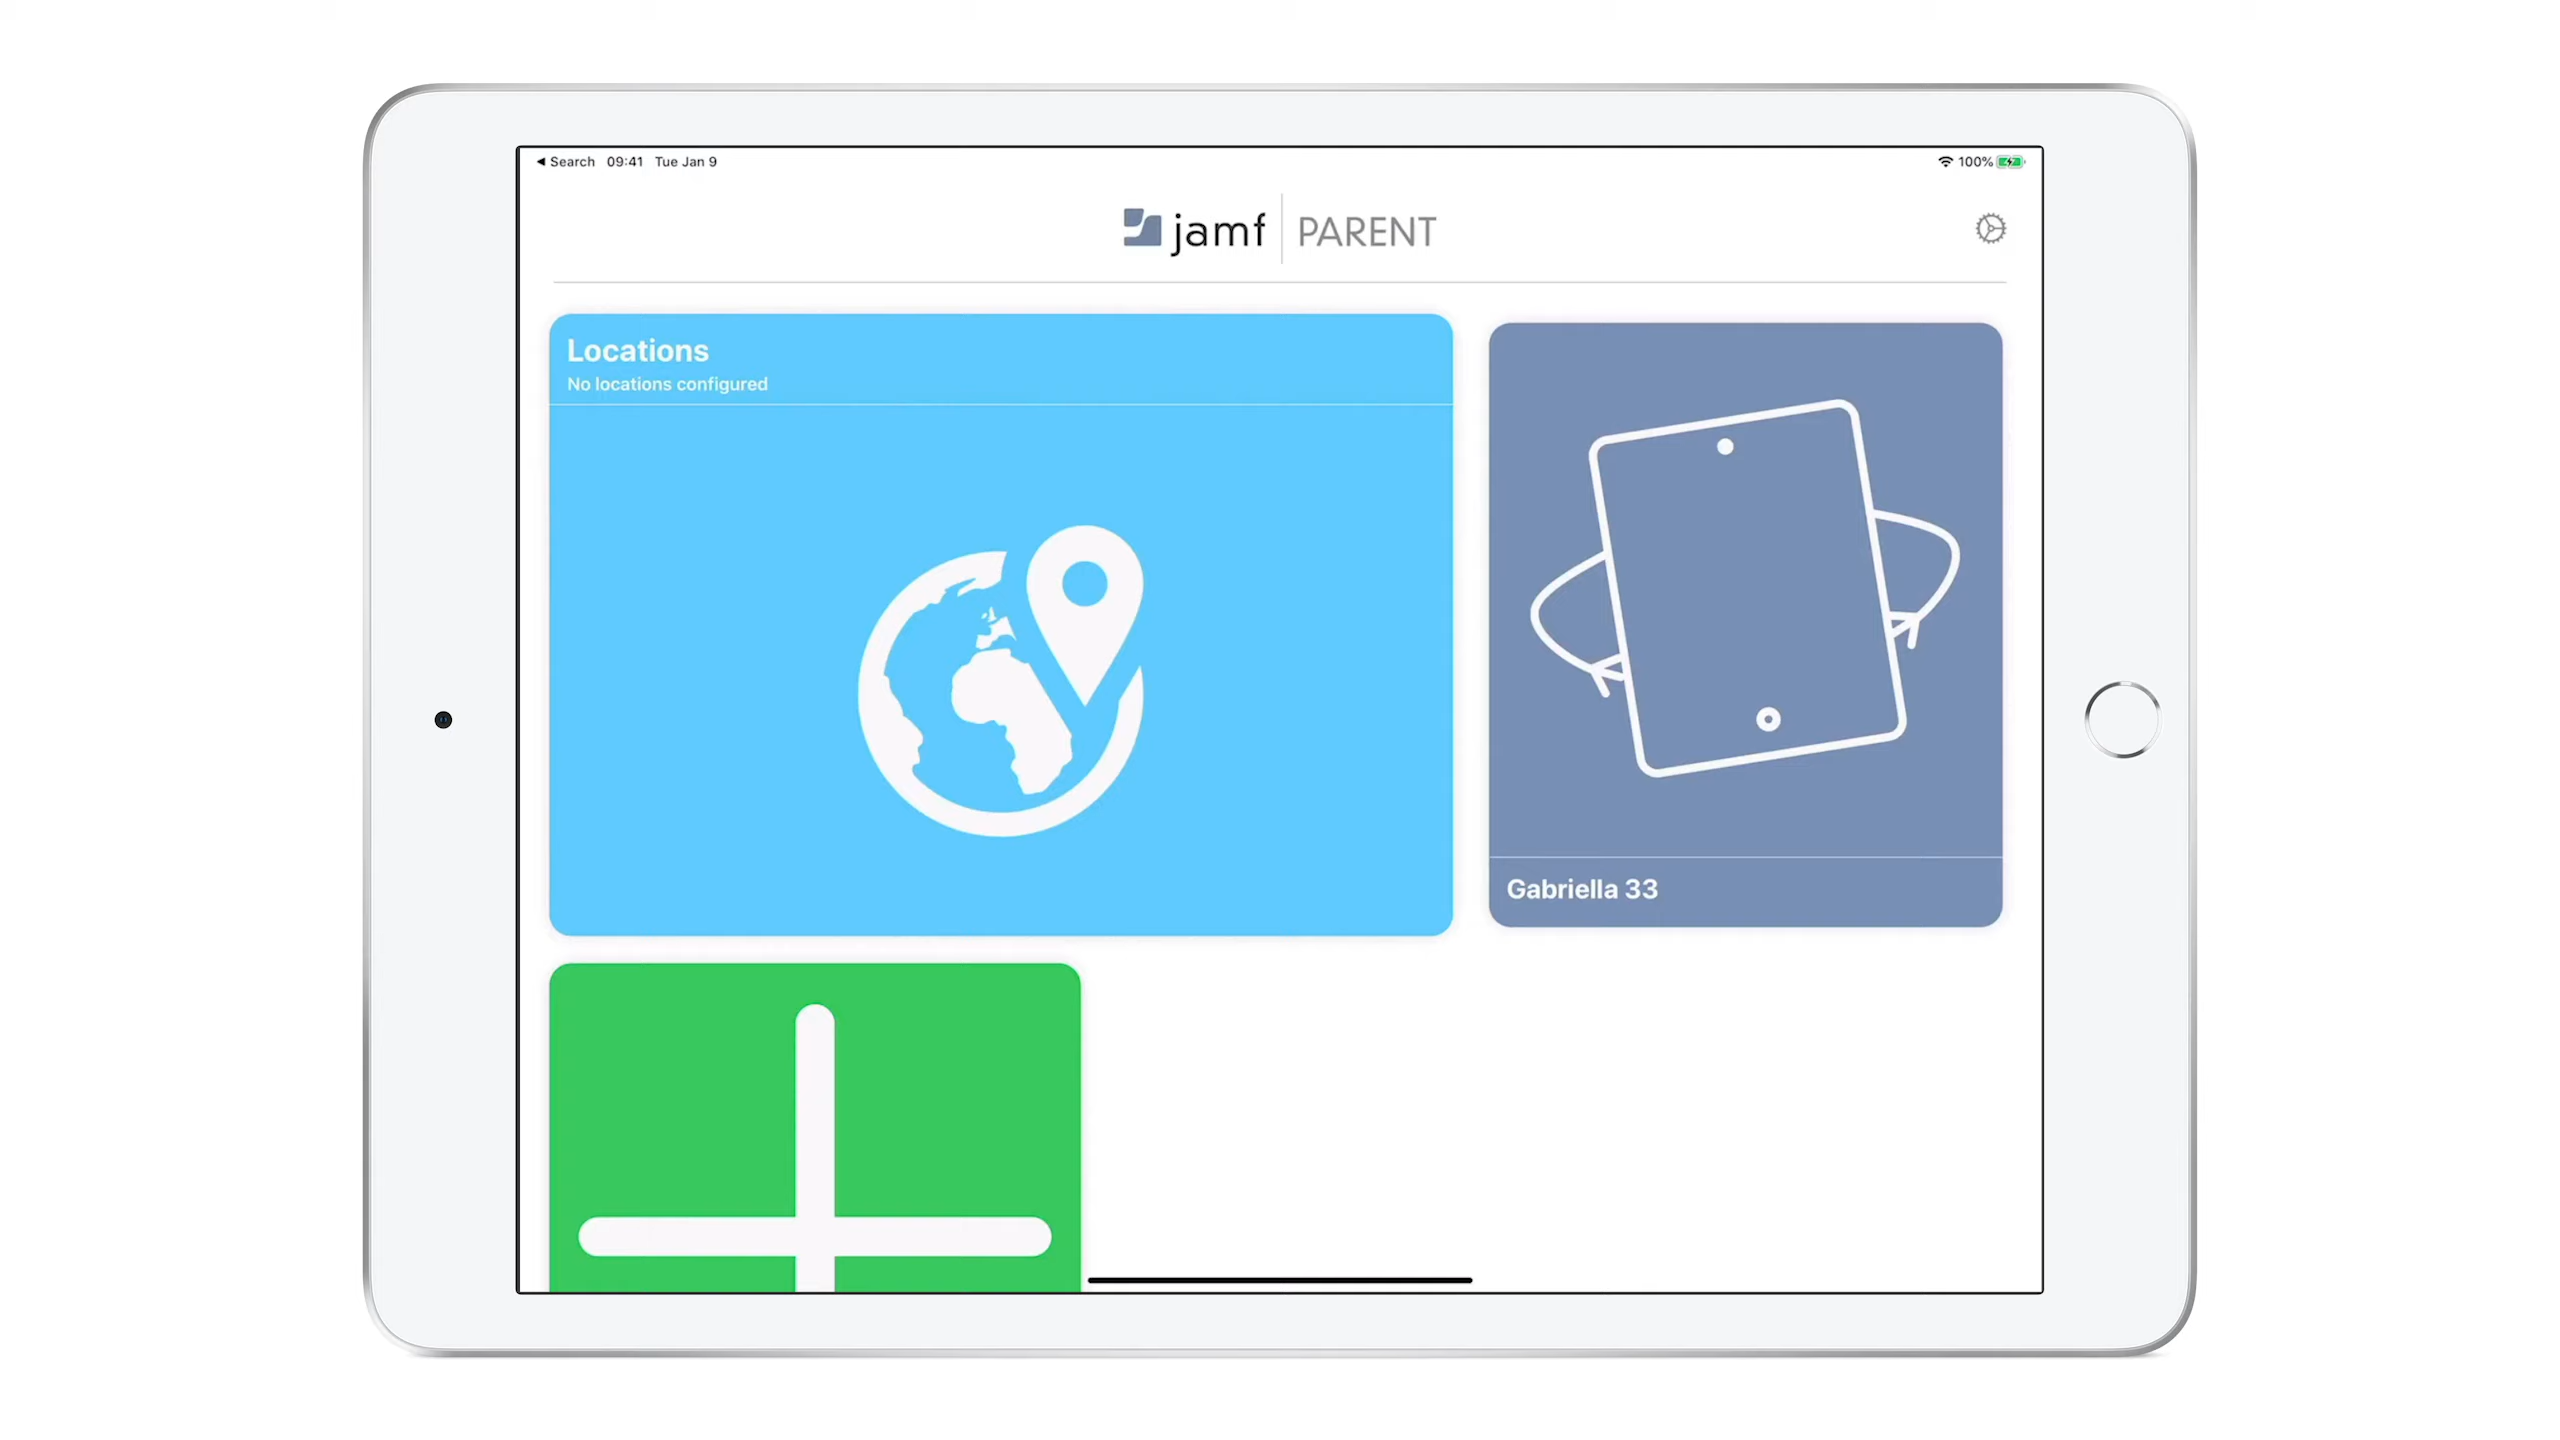 Search 09:41 Tue Jan 9
100%
jamf PARENT
Locations
No locations configured
Gabriella 33